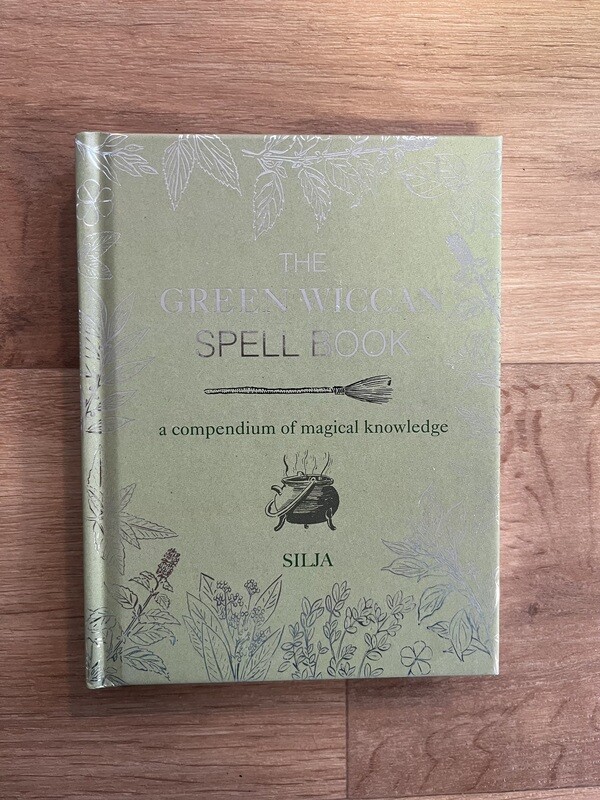 THE
GREEN WICCAN
SPELL BOOK
a compendium of magical knowledge
SILJA